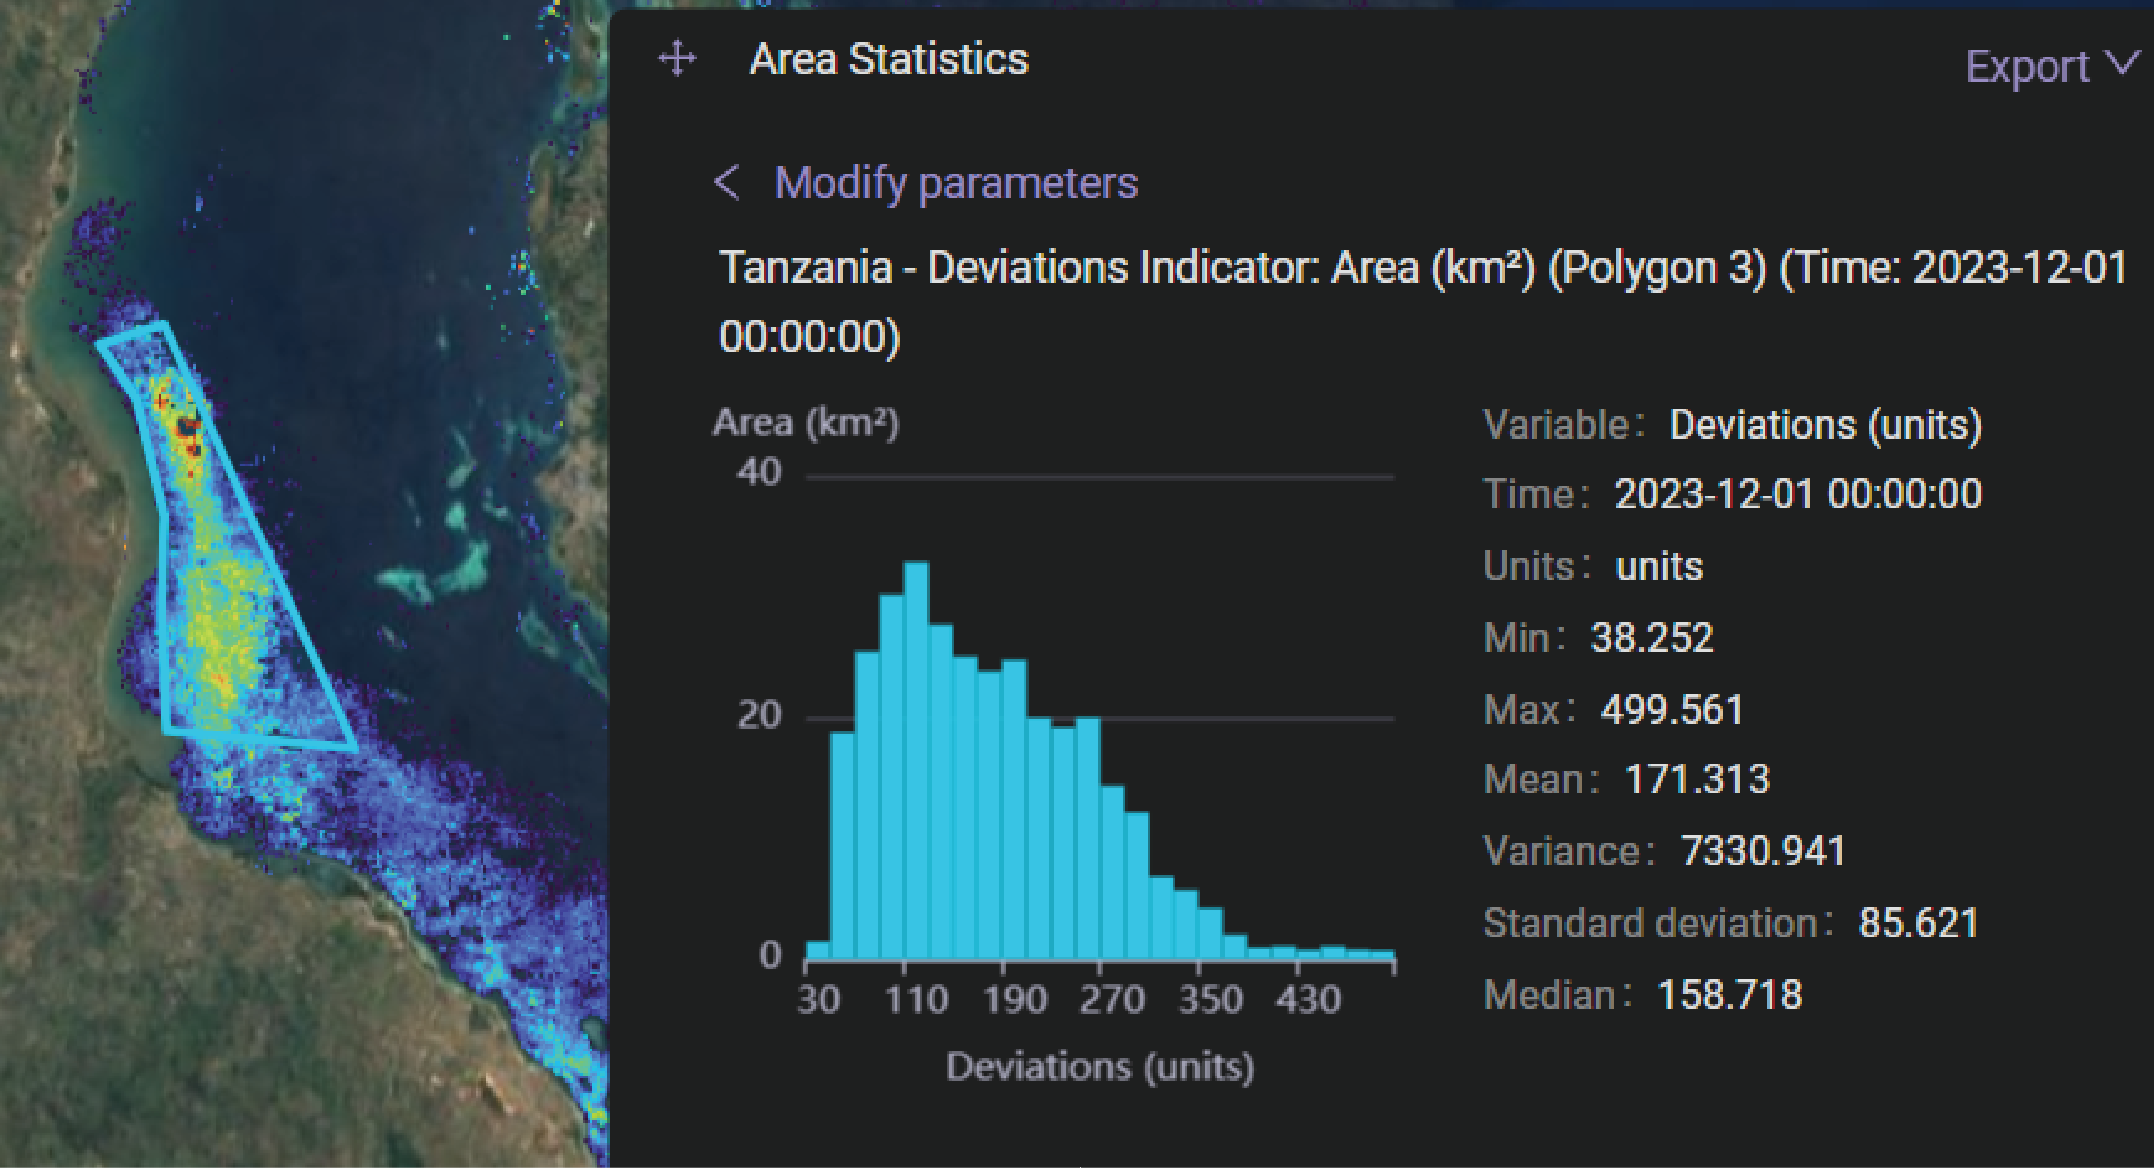 Area Statistics
Export
Modify parameters
Tanzania - Deviations Indicator: Area (km²) (Polygon 3) (Time: 2023-12-01
00:00:00)
Area (km²)
40
20
0
30 110 190 270 350 430
Deviations (units)
Variable: Deviations (units)
Time: 2023-12-01 00:00:00
Units: units
Min: 38.252
Max: 499.561
Mean: 171.313
Variance: 7330.941
Standard deviation: 85.621
Median: 158.718